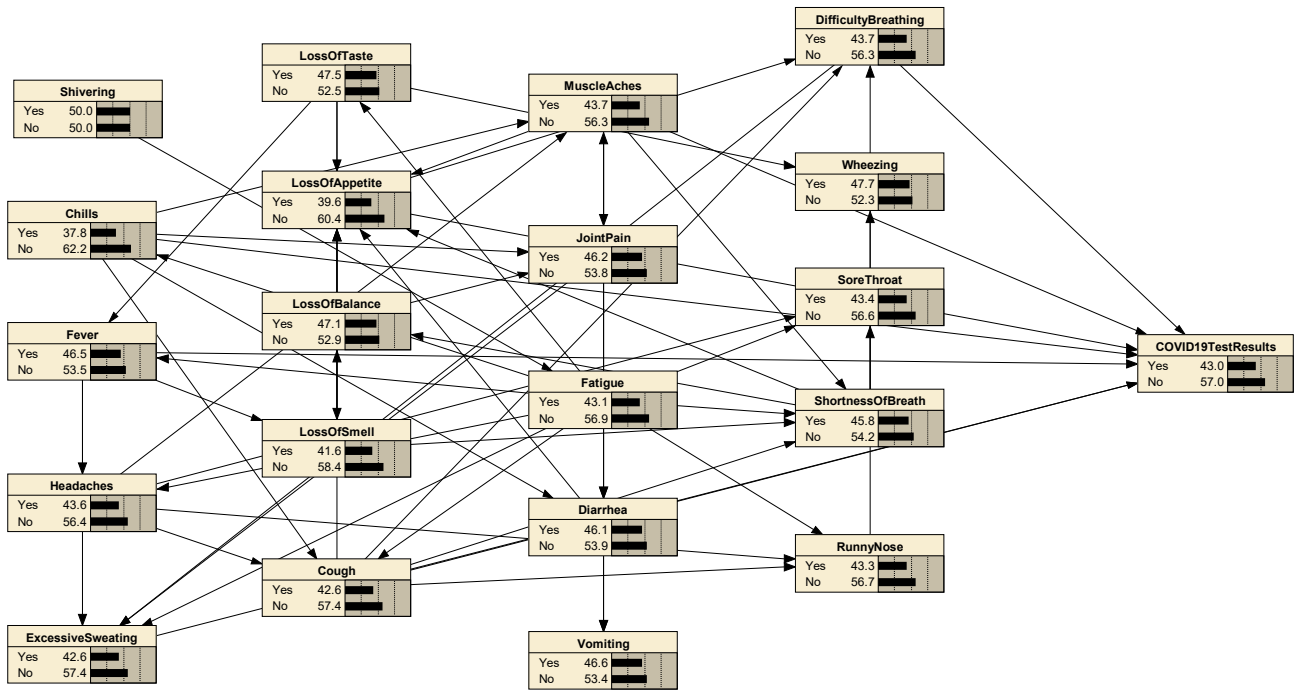 Shivering
Yes 50.0
No 50.0
Chills
Yes 37.8
No 62.2
Fever
Yes 46.5
No 53.5
Headaches
Yes 43.6
No 56.4
ExcessiveSweating
Yes 42.6
No 57.4
LossOfTaste
Yes 47.5
No 52.5
LossOfAppetite
Yes 39.6
No 60.4
LossOfBalance
Yes 47.1
No 52.9
LossOfSmell
Yes 41.6
No 58.4
Cough
Yes 42.6
No 57.4
MuscleAches
Yes 43.7
No 56.3
JointPain
Yes 46.2
No 53.8
Fatigue
Yes 43.1
No 56.9
Diarrhea
Yes 46.1
No 53.9
Vomiting
Yes 46.6
No 53.4
DifficultyBreathing
Yes 43.7
No 56.3
Wheezing
Yes 47.7
No 52.3
SoreThroat
Yes 43.4
No 56.6
ShortnessOfBreath
Yes 45.8
No 54.2
RunnyNose
Yes 43.3
No 56.7
COVID19TestResults
Yes 43.0
No 57.0